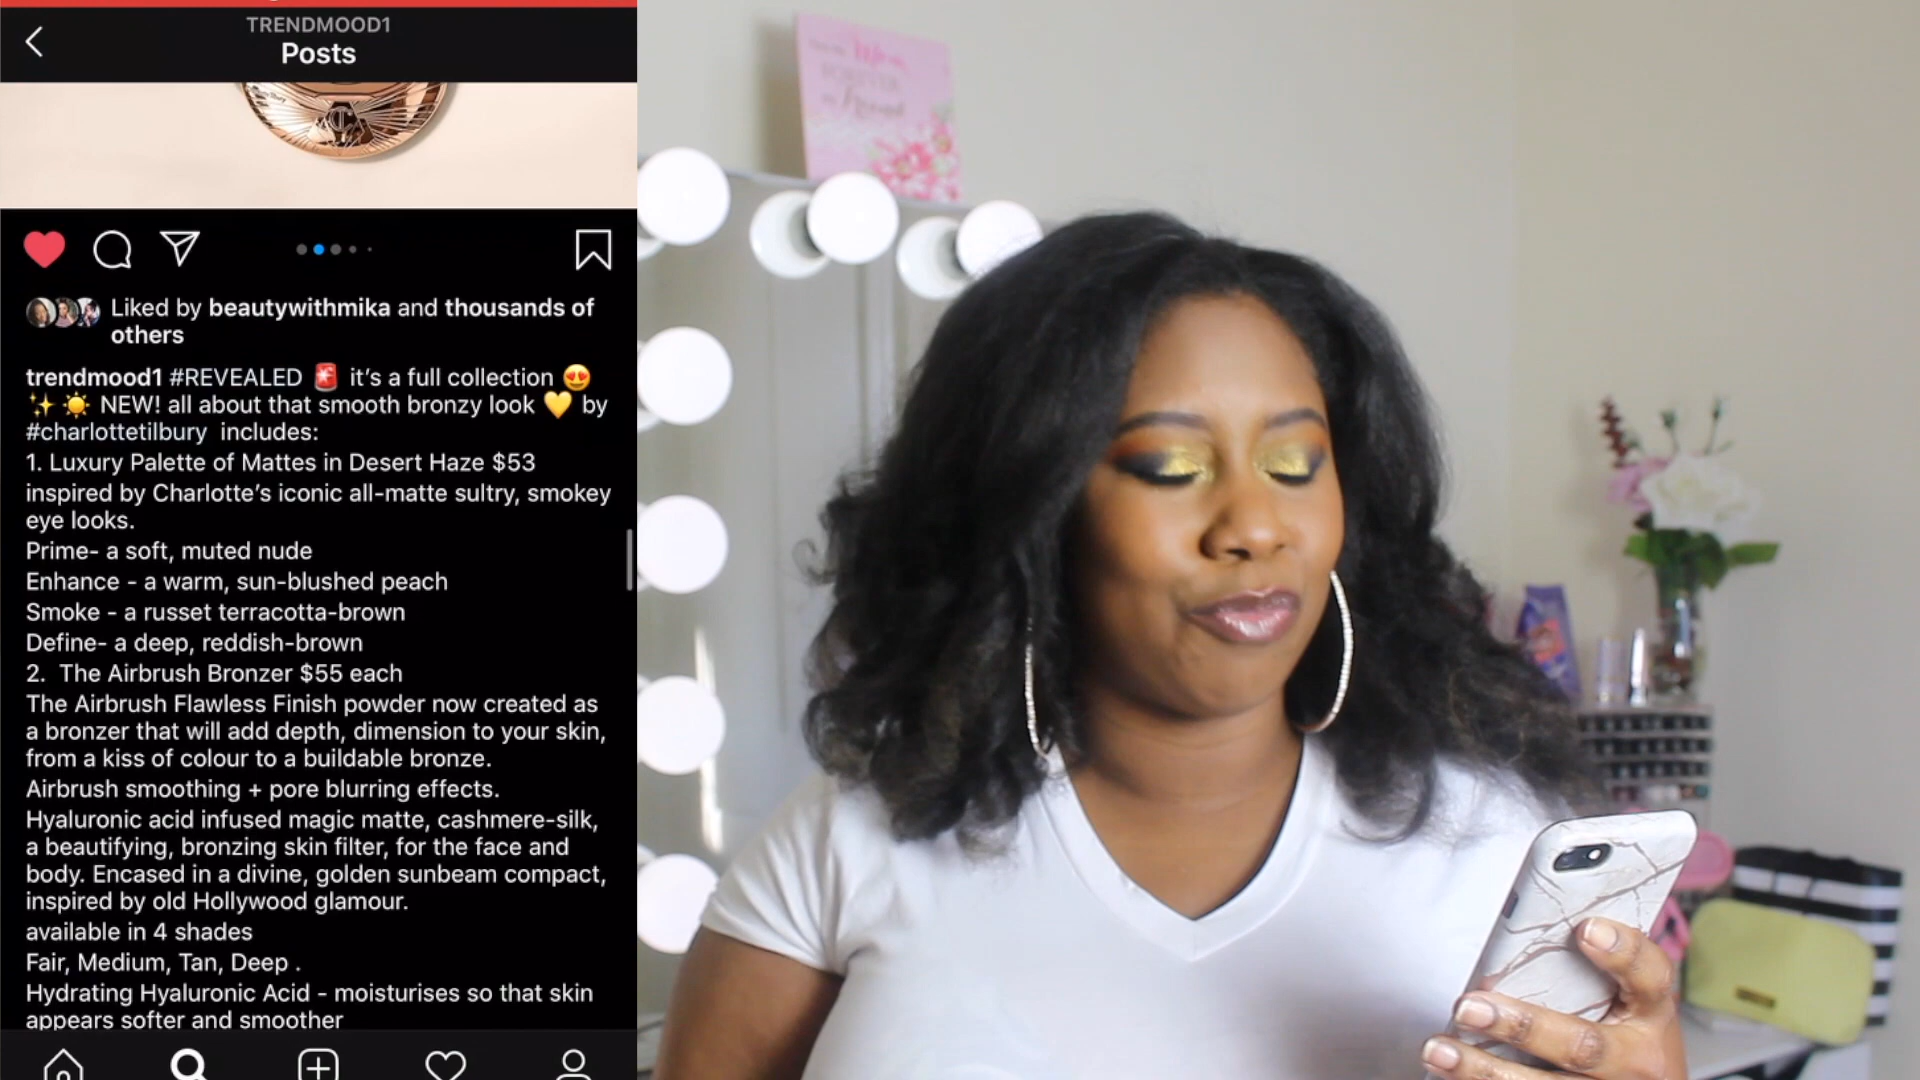 TRENDMOOD1
Posts
Liked by beautywithmika and thousands of
others
trendmood1 #REVEALED 🚨 it's a full collection 😍
✨ ☀️ NEW! all about that smooth bronzy look 💛 by
#charlottetilbury includes:
1. Luxury Palette of Mattes in Desert Haze $53
inspired by Charlotte's iconic all-matte sultry, smokey
eye looks.
Prime- a soft, muted nude
Enhance - a warm, sun-blushed peach
Smoke - a russet terracotta-brown
Define- a deep, reddish-brown
2. The Airbrush Bronzer $55 each
The Airbrush Flawless Finish powder now created as
a bronzer that will add depth, dimension to your skin,
from a kiss of colour to a buildable bronze.
Airbrush smoothing + pore blurring effects.
Hyaluronic acid infused magic matte, cashmere-silk,
a beautifying, bronzing skin filter, for the face and
body. Encased in a divine, golden sunbeam compact,
inspired by old Hollywood glamour.
available in 4 shades
Fair, Medium, Tan, Deep .
Hydrating Hyaluronic Acid - moisturises so that skin
appears softer and smoother